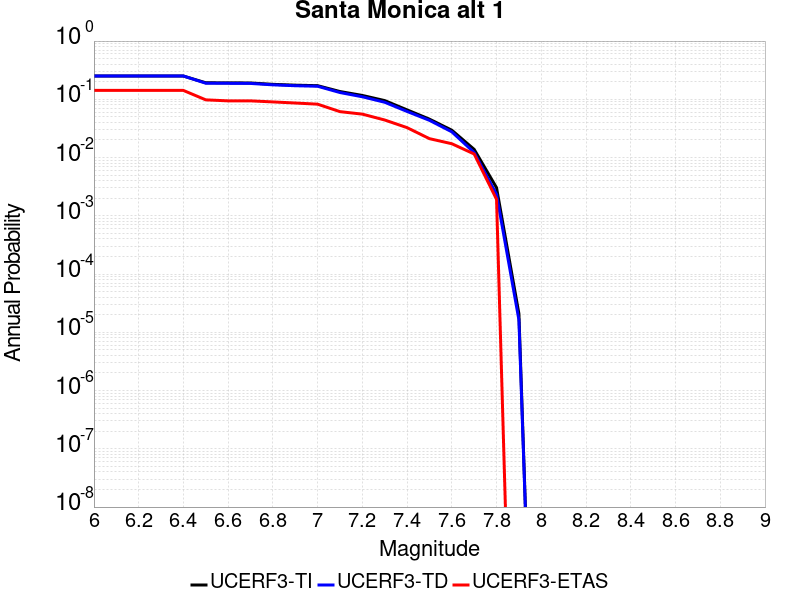 Santa Monica alt 1
10^0
10^-1
10^-2
10^-3
10^-4
10^-5
10^-6
10^-7
10^-8
Annual Probability
6 6.2 6.4 6.6 6.8 7 7.2 7.4 7.6 7.8 8 8.2 8.4 8.6 8.8 9
Magnitude
UCERF3-TI UCERF3-TD UCERF3-ETAS